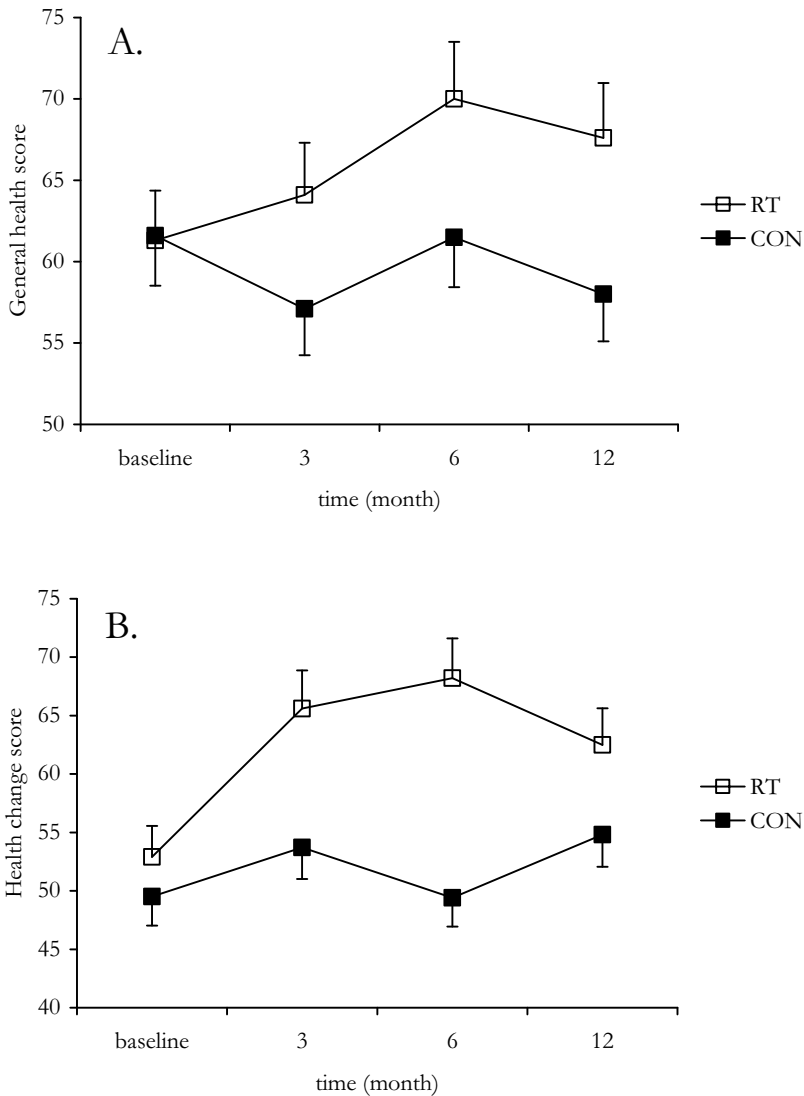 A.
75
70
65
60
55
50
General health score
baseline 3 6 12
time (month)
RT
CON
B.
75
70
65
60
55
50
45
40
Health change score
baseline 3 6 12
time (month)
RT
CON